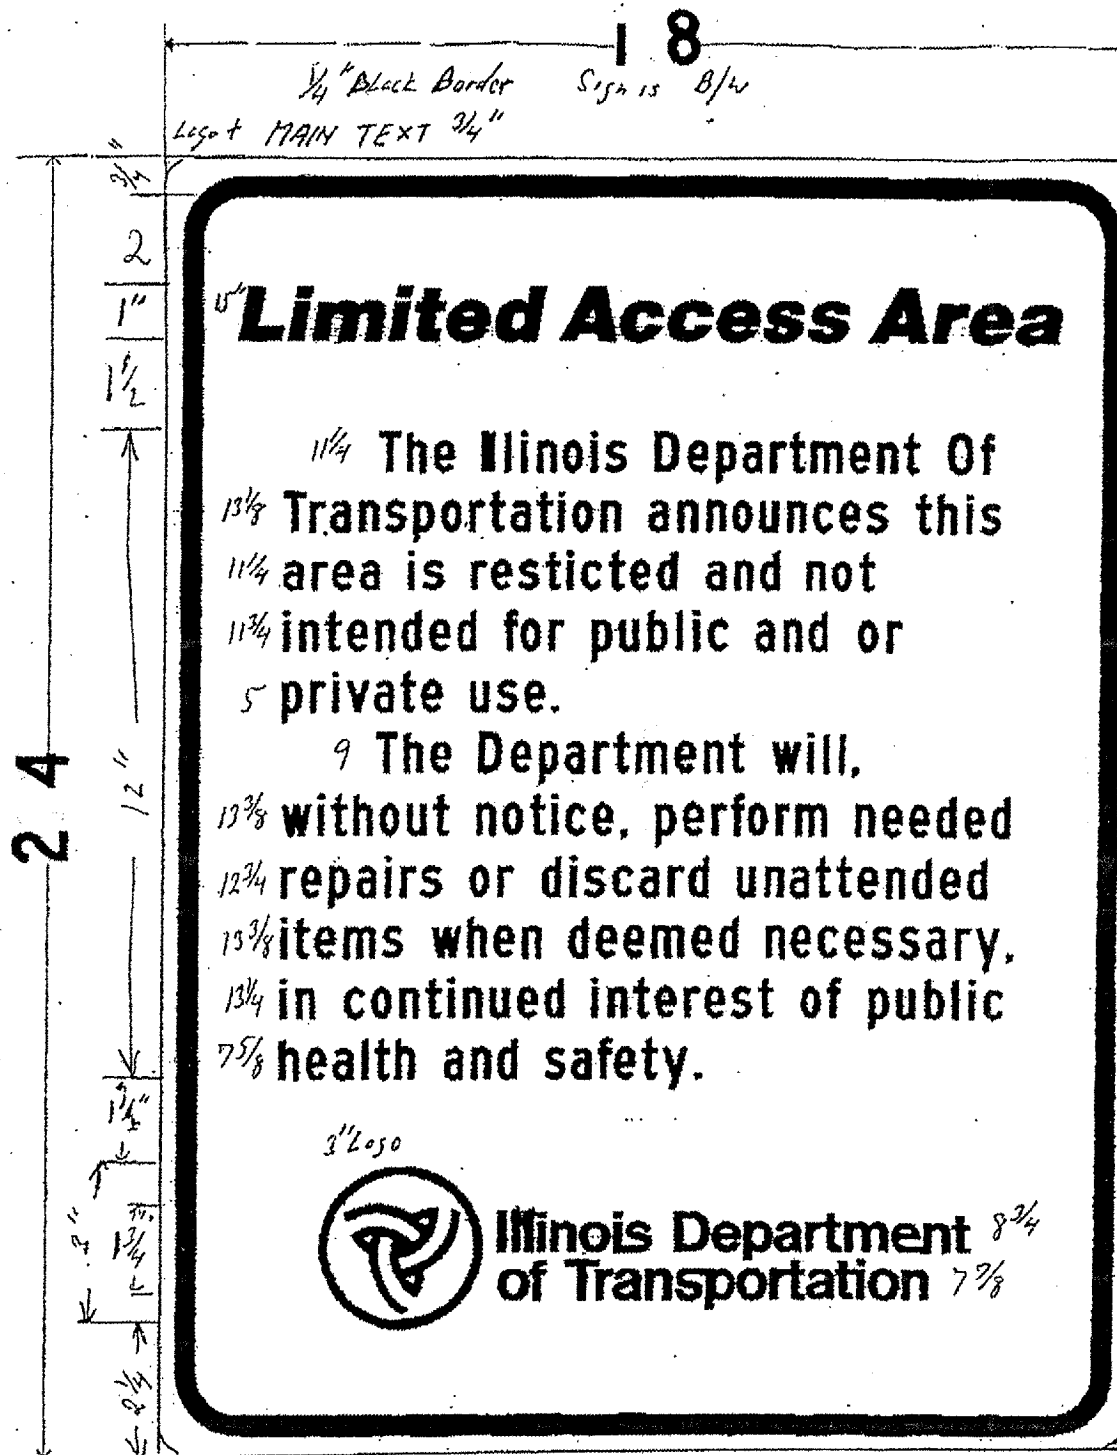 18
1/4" Black Border Sign is B/W
Logo + MAIN TEXT 3/4"
3/4"
2
1"
1 1/2
12"
24
15" Limited Access Area
11 1/4 The Illinois Department Of
13 1/8 Transportation announces this
11 1/4 area is resticted and not
11 3/4 intended for public and or
5 private use.
9 The Department will,
13 3/8 without notice, perform needed
12 3/4 repairs or discard unattended
13 3/8 items when deemed necessary,
13 1/4 in continued interest of public
7 5/8 health and safety.
3" Logo
Illinois Department 8 3/4
of Transportation 7 7/8
3"
1 3/4
2 1/4